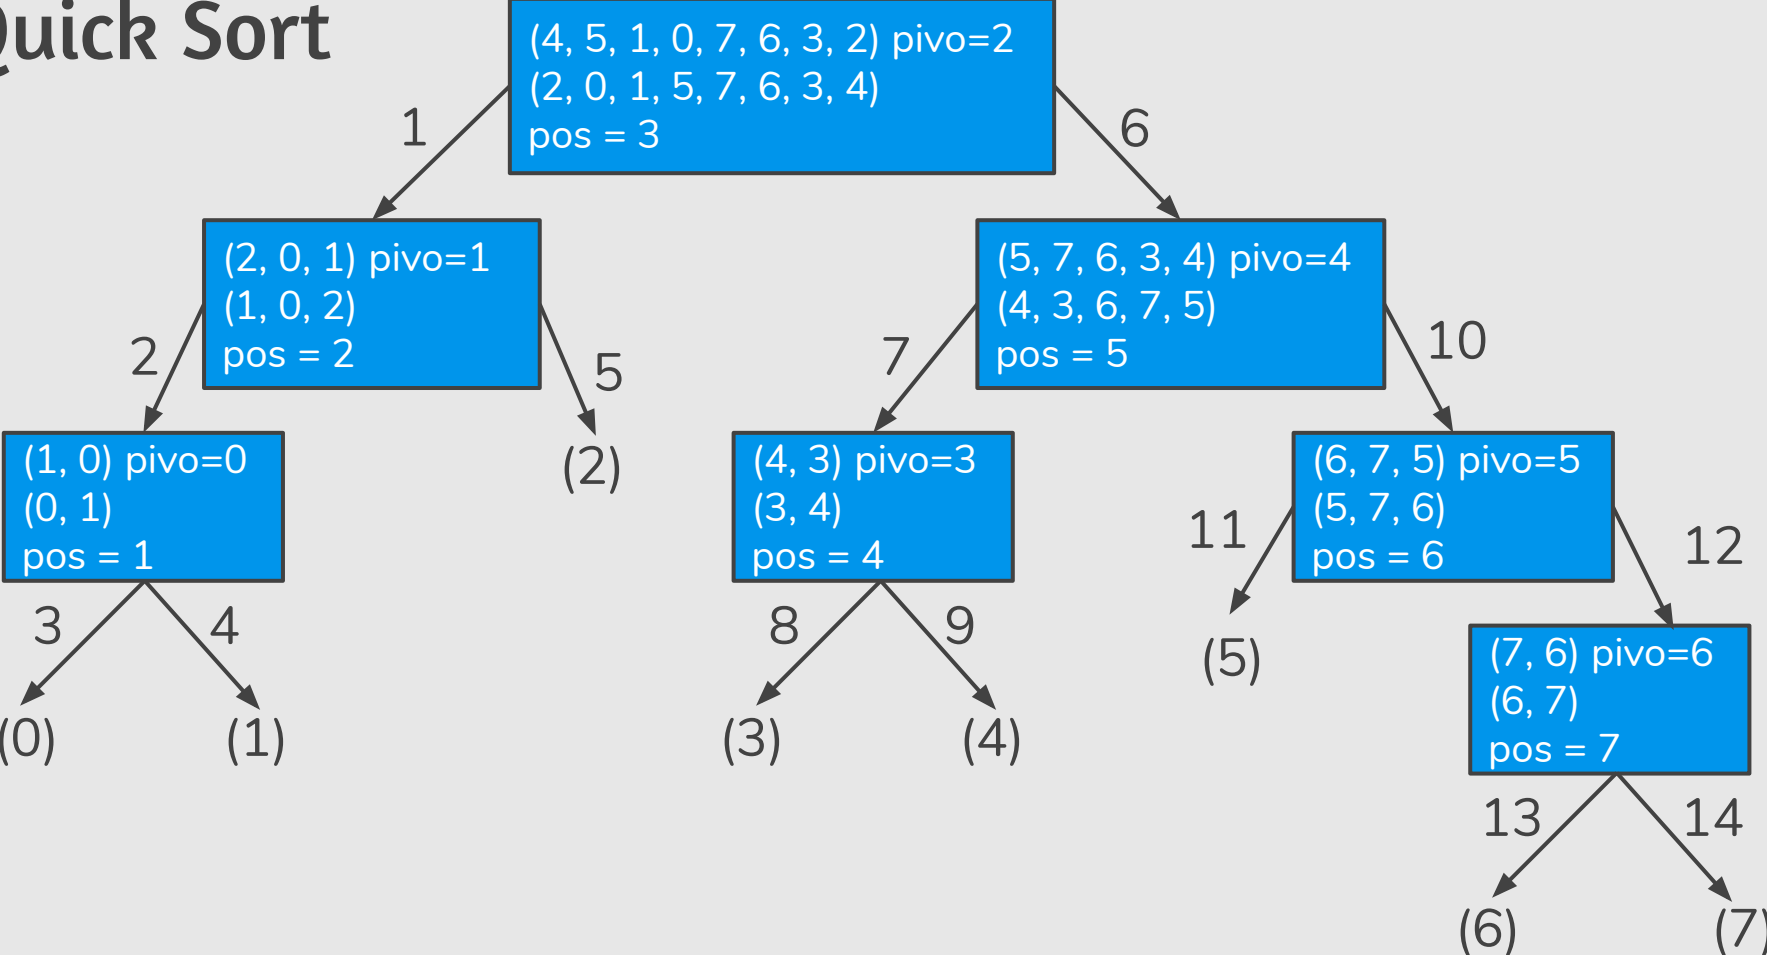 Quick Sort
(4, 5, 1, 0, 7, 6, 3, 2) pivo=2
(2, 0, 1, 5, 7, 6, 3, 4)
pos = 3
1
6
(2, 0, 1) pivo=1
(1, 0, 2)
pos = 2
(5, 7, 6, 3, 4) pivo=4
(4, 3, 6, 7, 5)
pos = 5
2
5
7
10
(1, 0) pivo=0
(0, 1)
pos = 1
(2)
(4, 3) pivo=3
(3, 4)
pos = 4
(6, 7, 5) pivo=5
(5, 7, 6)
pos = 6
11
12
3
4
8
9
(5)
(7, 6) pivo=6
(6, 7)
pos = 7
(0)
(1)
(3)
(4)
13
14
(6)
(7)